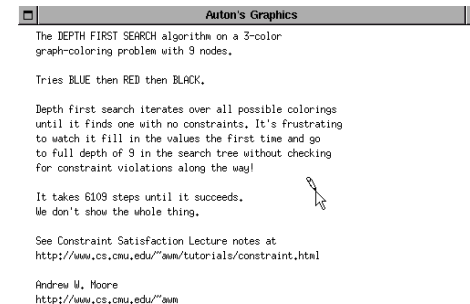 Auton's Graphics
The DEPTH FIRST SEARCH algorithm on a 3-color
graph-coloring problem with 9 nodes.
Tries BLUE then RED then BLACK.
Depth first search iterates over all possible colorings
until it finds one with no constraints. It's frustrating
to watch it fill in the values the first time and go
to full depth of 9 in the search tree without checking
for constraint violations along the way!
It takes 6109 steps until it succeeds.
We don't show the whole thing.
See Constraint Satisfaction Lecture notes at
http://www.cs.cmu.edu/~awm/tutorials/constraint.html
Andrew W. Moore
http://www.cs.cmu.edu/~awm